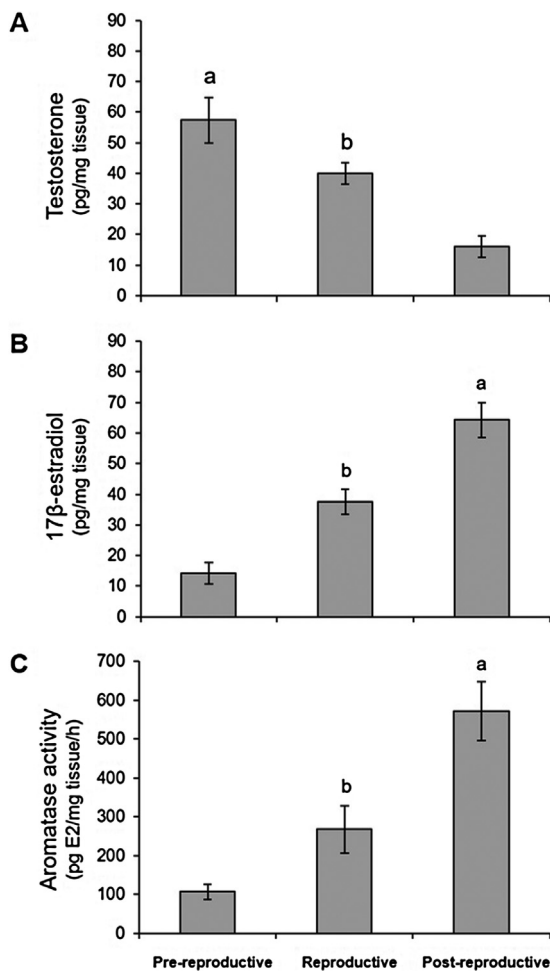 A
Testosterone
(pg/mg tissue)
90
80
70
60
50
40
30
20
10
0
a
b
B
17β-estradiol
(pg/mg tissue)
90
80
70
60
50
40
30
20
10
0
b
a
C
Aromatase activity
(pg E2/mg tissue/h)
700
600
500
400
300
200
100
0
b
a
Pre-reproductive Reproductive Post-reproductive